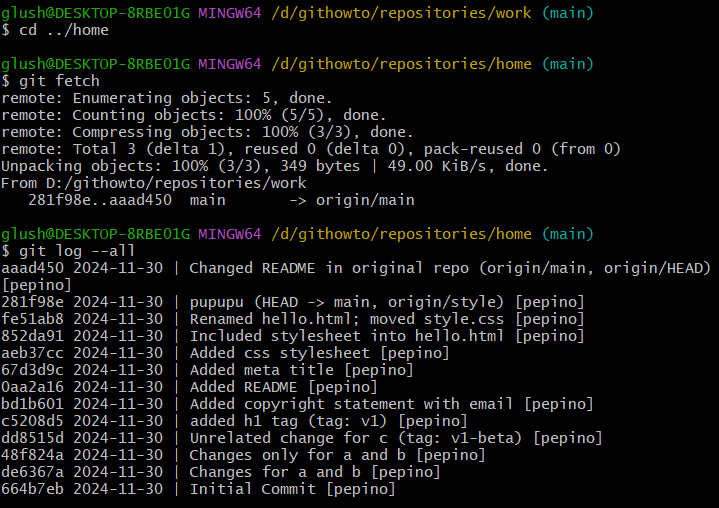 glush@DESKTOP-8RBE01G MINGW64 /d/githowto/repositories/work (main)
$ cd ../home
glush@DESKTOP-8RBE01G MINGW64 /d/githowto/repositories/home (main)
$ git fetch
remote: Enumerating objects: 5, done.
remote: Counting objects: 100% (5/5), done.
remote: Compressing objects: 100% (3/3), done.
remote: Total 3 (delta 1), reused 0 (delta 0), pack-reused 0 (from 0)
Unpacking objects: 100% (3/3), 349 bytes | 49.00 KiB/s, done.
From D:/githowto/repositories/work
   281f98e..aaad450  main       -> origin/main
glush@DESKTOP-8RBE01G MINGW64 /d/githowto/repositories/home (main)
$ git log --all
aaad450 2024-11-30 | Changed README in original repo (origin/main, origin/HEAD)
[pepino]
281f98e 2024-11-30 | pupupu (HEAD -> main, origin/style) [pepino]
fe51ab8 2024-11-30 | Renamed hello.html; moved style.css [pepino]
852da91 2024-11-30 | Included stylesheet into hello.html [pepino]
aeb37cc 2024-11-30 | Added css stylesheet [pepino]
67d3d9c 2024-11-30 | Added meta title [pepino]
0aa2a16 2024-11-30 | Added README [pepino]
bd1b601 2024-11-30 | Added copyright statement with email [pepino]
c5208d5 2024-11-30 | added h1 tag (tag: v1) [pepino]
dd8515d 2024-11-30 | Unrelated change for c (tag: v1-beta) [pepino]
48f824a 2024-11-30 | Changes only for a and b [pepino]
de6367a 2024-11-30 | Changes for a and b [pepino]
664b7eb 2024-11-30 | Initial Commit [pepino]